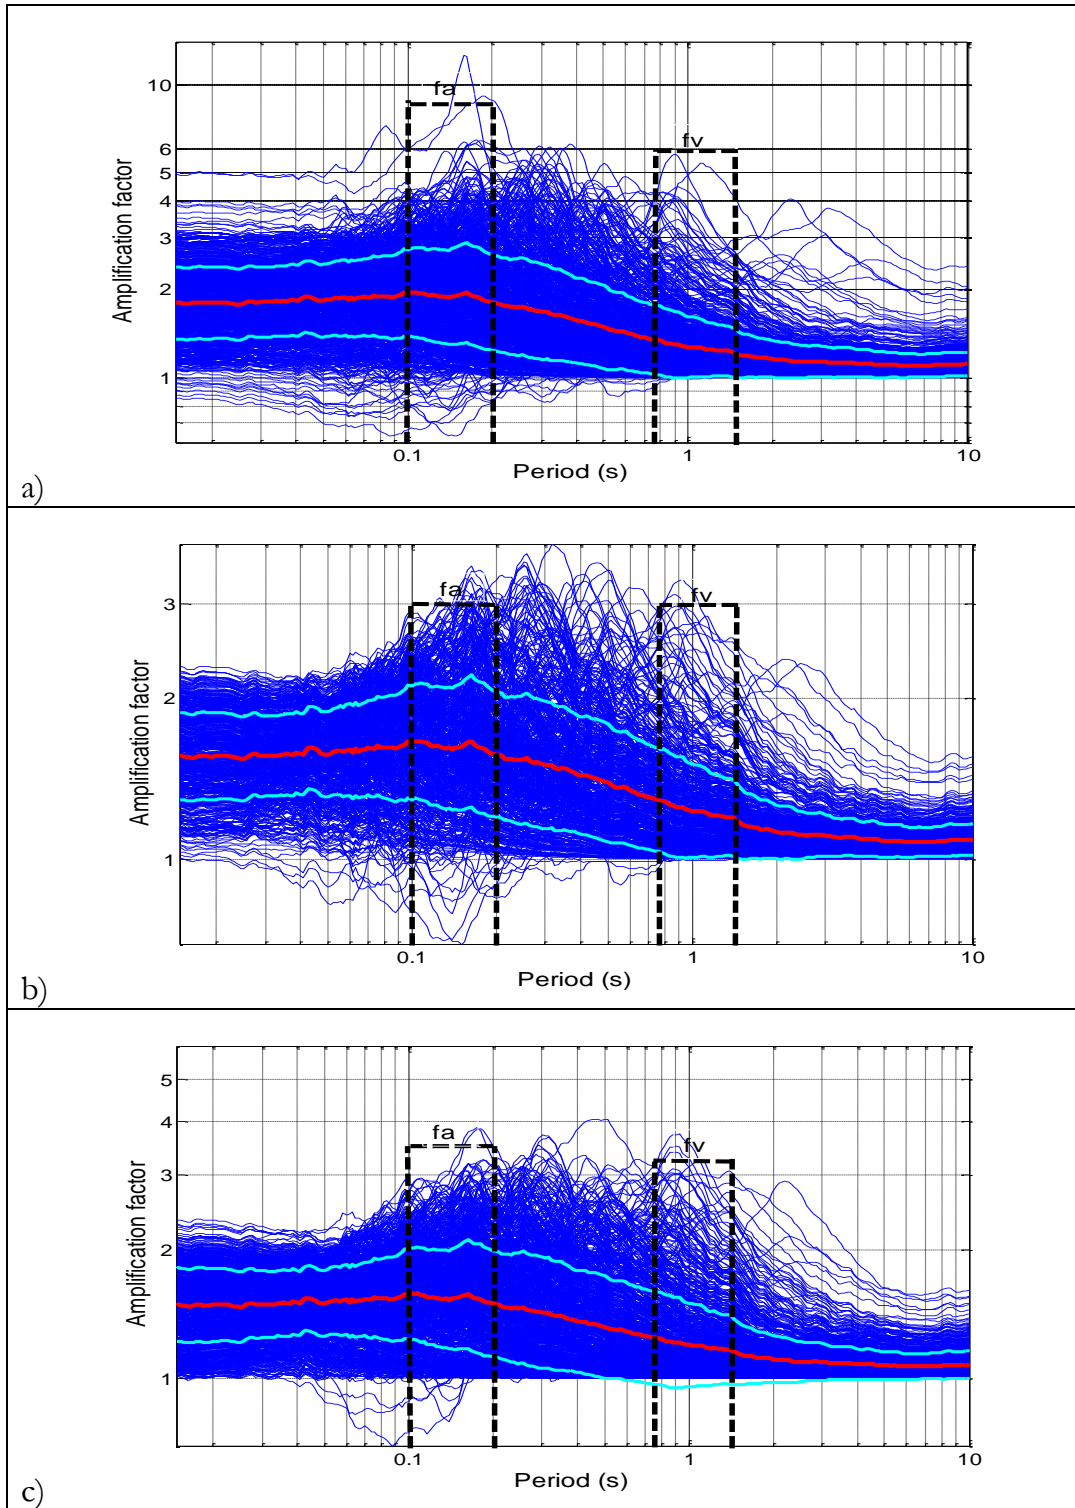 10
fa
6
fv
5
4
3
2
1
Amplification factor
0.1
1
10
Period (s)
a)
3
fa
fv
2
1
Amplification factor
0.1
1
10
Period (s)
b)
5
4
fa
fv
3
2
1
Amplification factor
0.1
1
10
Period (s)
c)